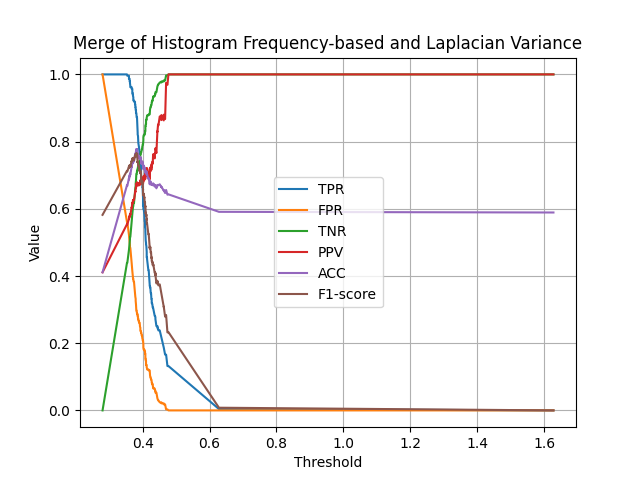 Merge of Histogram Frequency-based and Laplacian Variance
1.0
0.8
0.6
0.4
0.2
0.0
Value
TPR
FPR
TNR
PPV
ACC
F1-score
0.4 0.6 0.8 1.0 1.2 1.4 1.6
Threshold